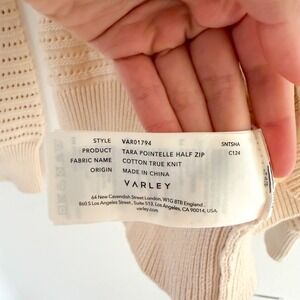 STYLE VAR01794 SNTSHA
PRODUCT TARA POINTELLE HALF ZIP C124
FABRIC NAME COTTON TRUE KNIT
ORIGIN MADE IN CHINA
VARLEY
64 New Cavendish Street London, W1G 8TB England.
860 S Los Angeles Street, Suite 513, Los Angeles, CA 90014, USA
varley.com